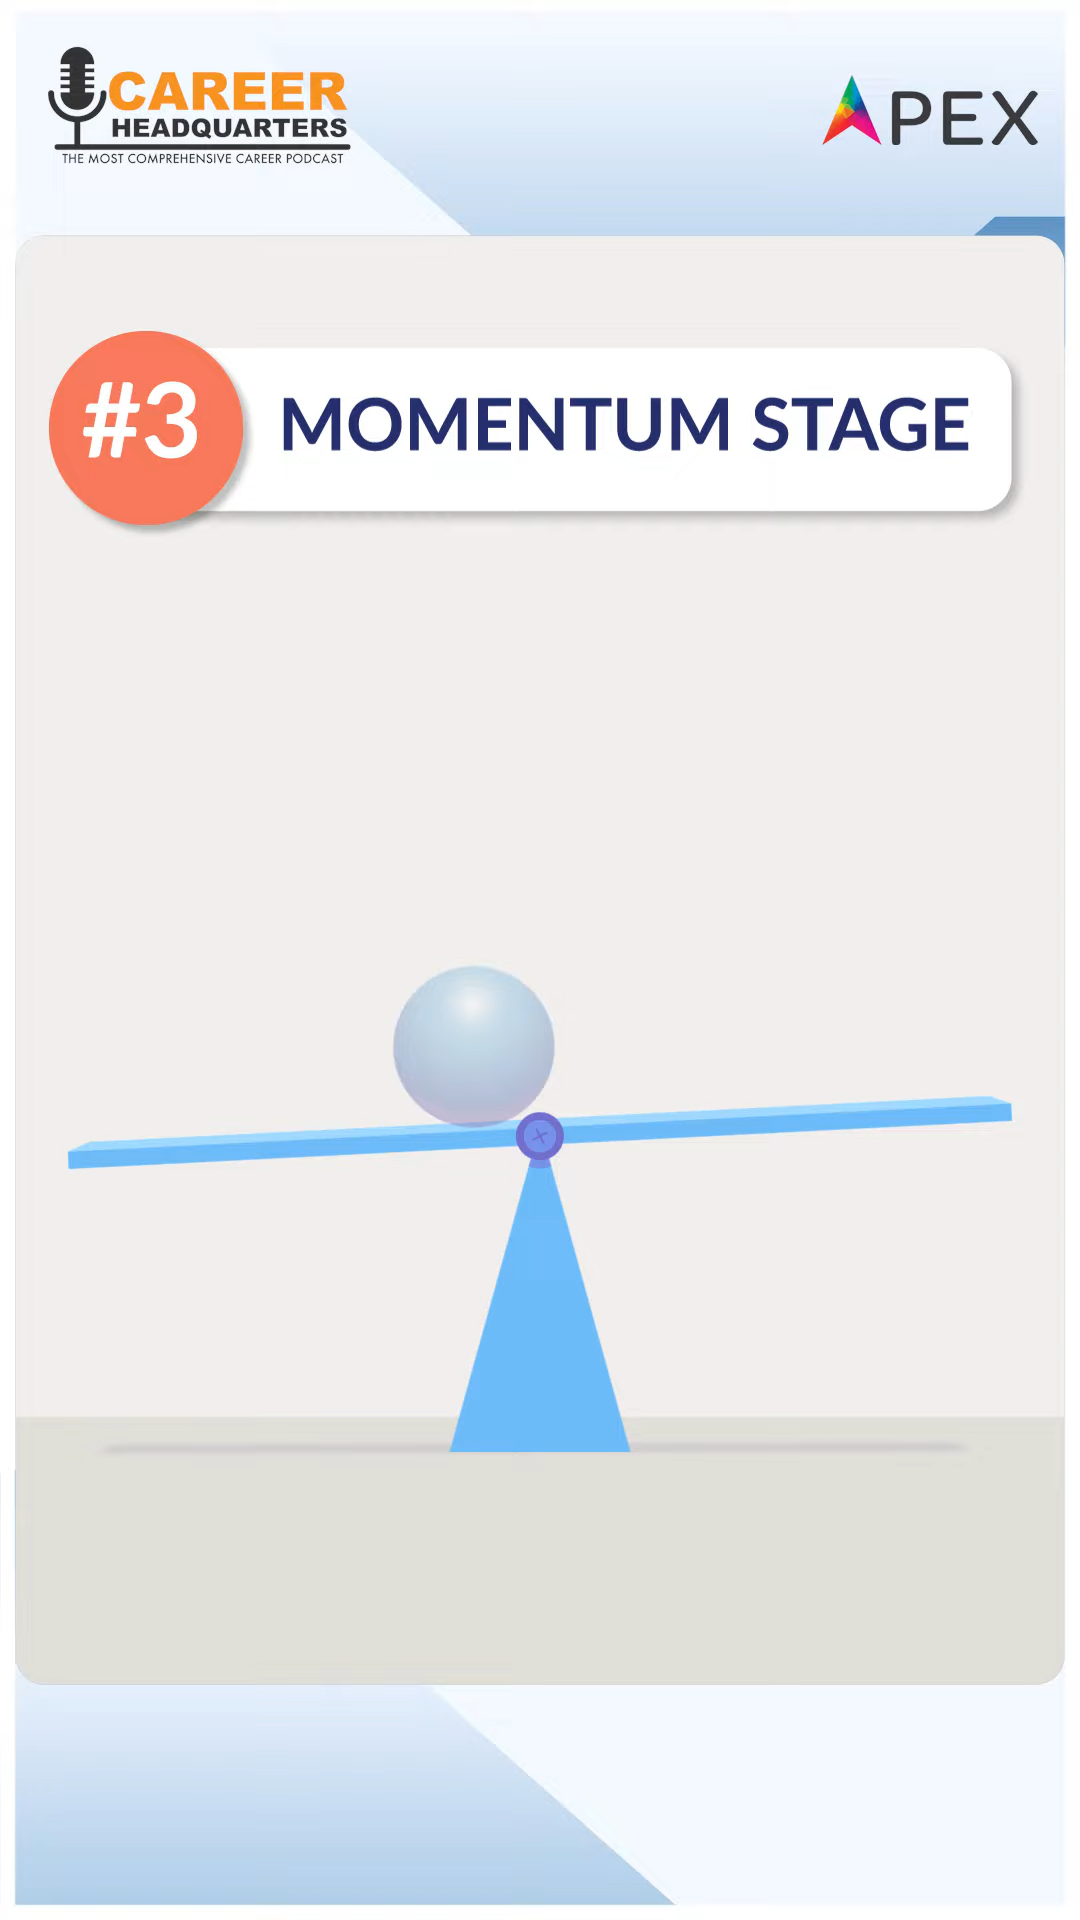 CAREER
HEADQUARTERS
THE MOST COMPREHENSIVE CAREER PODCAST
APEX
#3 MOMENTUM STAGE